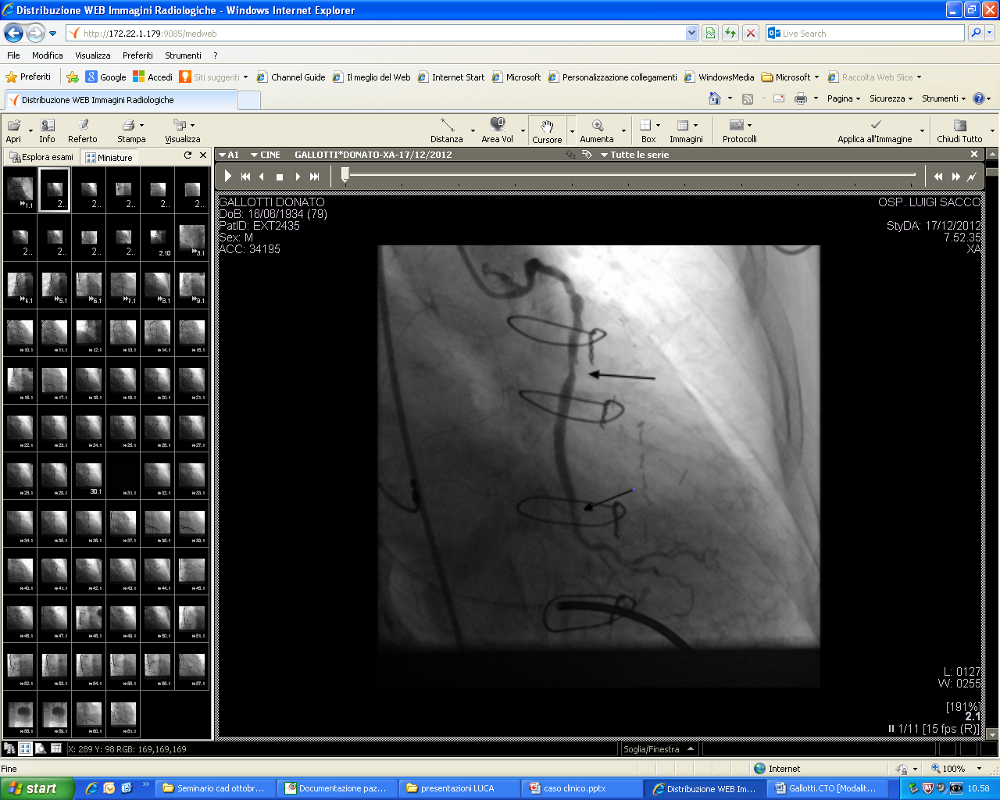 Distribuzione WEB Immagini Radiologiche - Windows Internet Explorer
http://172.22.1.179:9085/medweb
Live Search
File Modifica Visualizza Preferiti Strumenti ?
Preferiti Google Accedi Siti suggeriti Channel Guide Il meglio del Web Internet Start Microsoft Personalizzazione collegamenti WindowsMedia Microsoft Raccolta Web Slice
Distribuzione WEB Immagini Radiologiche
Pagina Sicurezza Strumenti
Apri Info Referto Stampa Visualizza Distanza Area Vol Cursore Aumenta Box Immagini Protocolli Applica all'Immagine Chiudi Tutto
Esplora esami Miniature
A1 CINE GALLOTTI*DONATO-XA-17/12/2012 Tutte le serie
GALLOTTI DONATO
DoB: 16/06/1934 (79)
PatID: EXT2435
Sex: M
ACC: 34195
OSP. LUIGI SACCO
StyDA: 17/12/2012
7.52.35
XA
1.1 2.. 2.. 2.. 2.. 2..
2.. 2.. 2.. 2.. 2.10 3.1
4.1 5.1 6.1 7.1 8.1 9.1
10.1 11.1 12.1 13.1 14.1 15.1
16.1 17.1 18.1 19.1 20.1 21.1
22.1 23.1 24.1 25.1 26.1 27.1
28.1 29.1 30.1 31.1 32.1 33.1
34.1 35.1 36.1 37.1 38.1 39.1
40.1 41.1 42.1 43.1 44.1 45.1
46.1 47.1 48.1 49.1 50.1 51.1
52.1 53.1 54.1 55.1 56.1 57.1
58.1 59.1 60.1 61.1
L: 0127
W: 0255
[191%]
2.1
1/11 [15 fps (R)]
X: 289 Y: 98 RGB: 169,169,169
Soglia/Finestra
Fine
Internet
100%
start
Seminario cad ottobr...
Documentazione paz...
presentazioni LUCA
caso clinico.pptx
Distribuzione WEB Im...
Gallotti.CTO [Modalit...
10.58